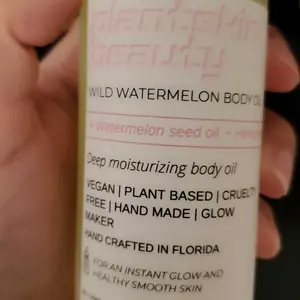 WILD WATERMELON BODY OIL
• Watermelon seed oil •
Deep moisturizing body oil
VEGAN | PLANT BASED | CRUELTY
FREE | HAND MADE | GLOW
MAKER
HAND CRAFTED IN FLORIDA
FOR AN INSTANT GLOW AND
HEALTHY SMOOTH SKIN